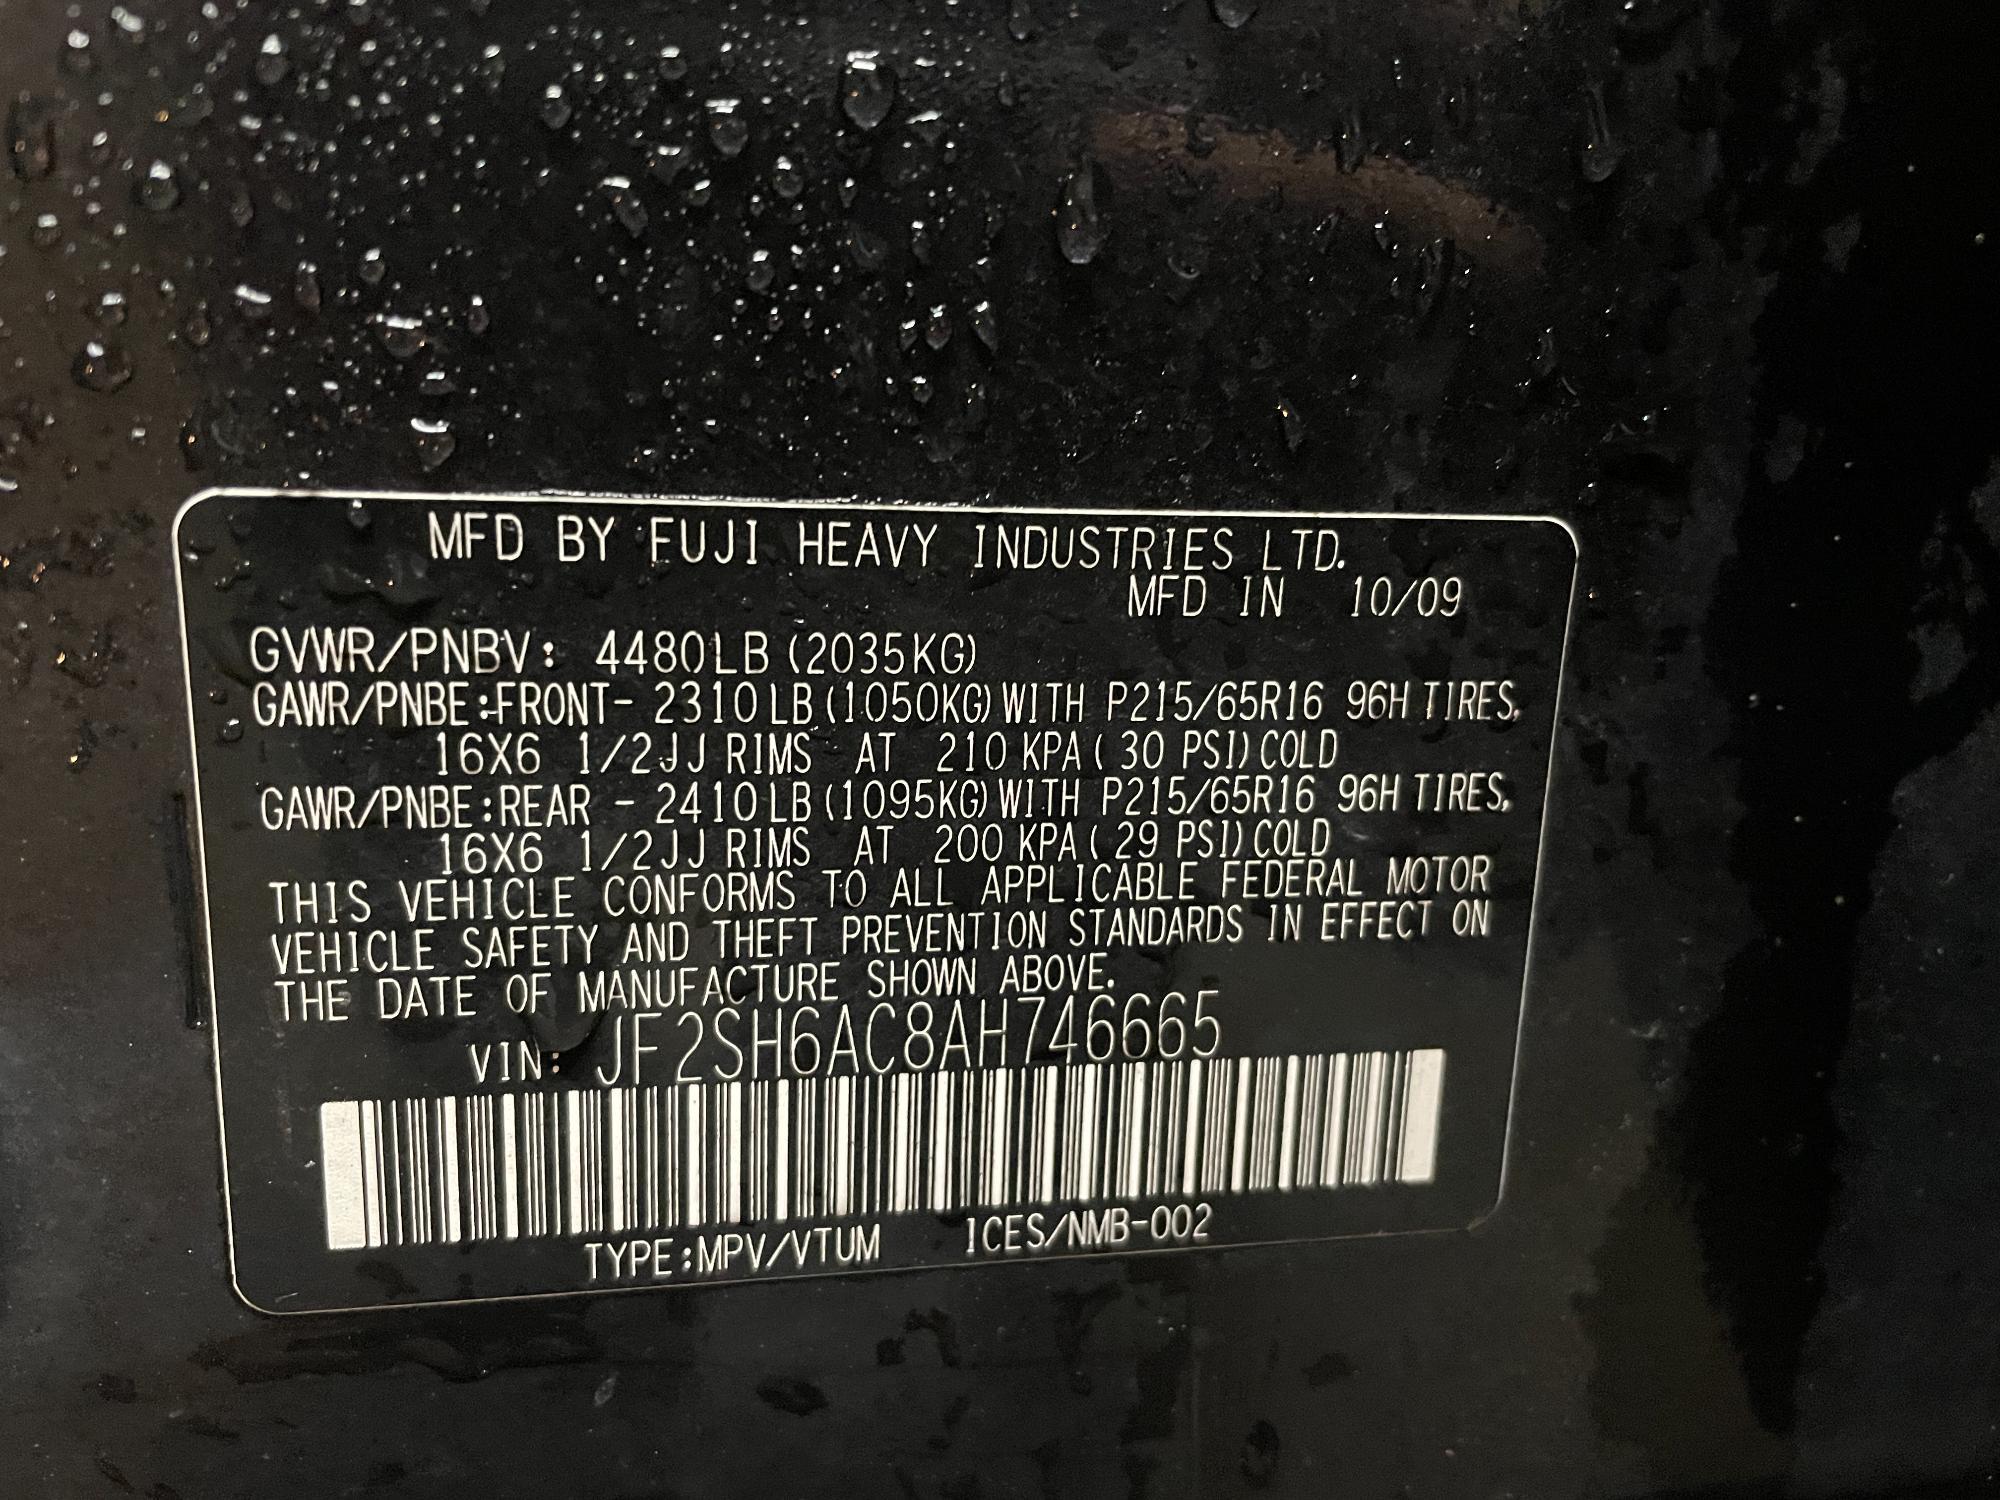 MFD BY FUJI HEAVY INDUSTRIES LTD.
MFD IN 10/09
GVWR/PNBV: 4480LB (2035KG)
GAWR/PNBE:FRONT- 2310LB (1050KG) WITH P215/65R16 96H TIRES,
16X6 1/2JJ RIMS AT 210 KPA ( 30 PSI) COLD
GAWR/PNBE:REAR - 2410LB (1095KG) WITH P215/65R16 96H TIRES,
16X6 1/2JJ RIMS AT 200 KPA ( 29 PSI) COLD
THIS VEHICLE CONFORMS TO ALL APPLICABLE FEDERAL MOTOR
VEHICLE SAFETY AND THEFT PREVENTION STANDARDS IN EFFECT ON
THE DATE OF MANUFACTURE SHOWN ABOVE.
VIN: JF2SH6AC8AH746665
TYPE:MPV/VTUM ICES/NMB-002